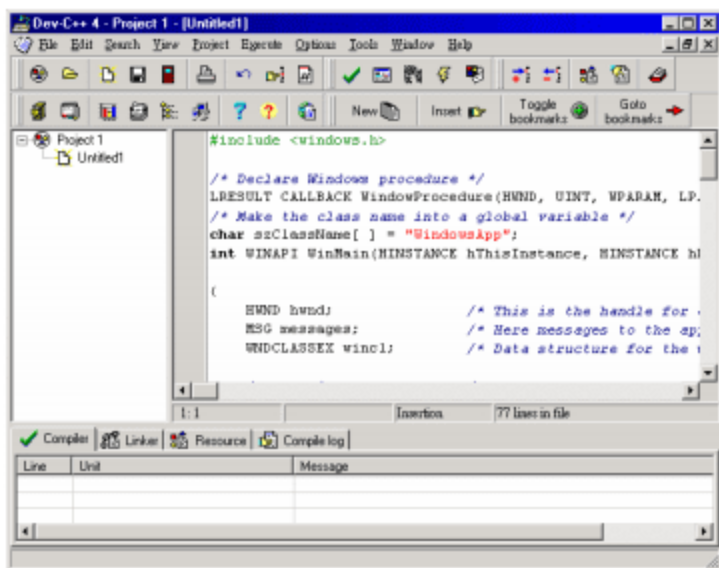 Dev-C++ 4 - Project 1 - [Untitled1]
File Edit Search View Project Execute Options Tools Window Help
New Insert Toggle bookmarks Goto bookmarks
Project 1
Untitled1
#include <windows.h>
/* Declare Windows procedure */
LRESULT CALLBACK WindowProcedure(HWND, UINT, WPARAM, LP
/* Make the class name into a global variable */
char szClassName[ ] = "WindowsApp";
int WINAPI WinMain(HINSTANCE hThisInstance, HINSTANCE
{
HWND hwnd; /* This is the handle for
MSG messages; /* Here messages to the
WNDCLASSEX wincl; /* Data structure for the
1:1 Insertion 77 lines in file
Compiler Linker Resource Compile log
Line Unit Message